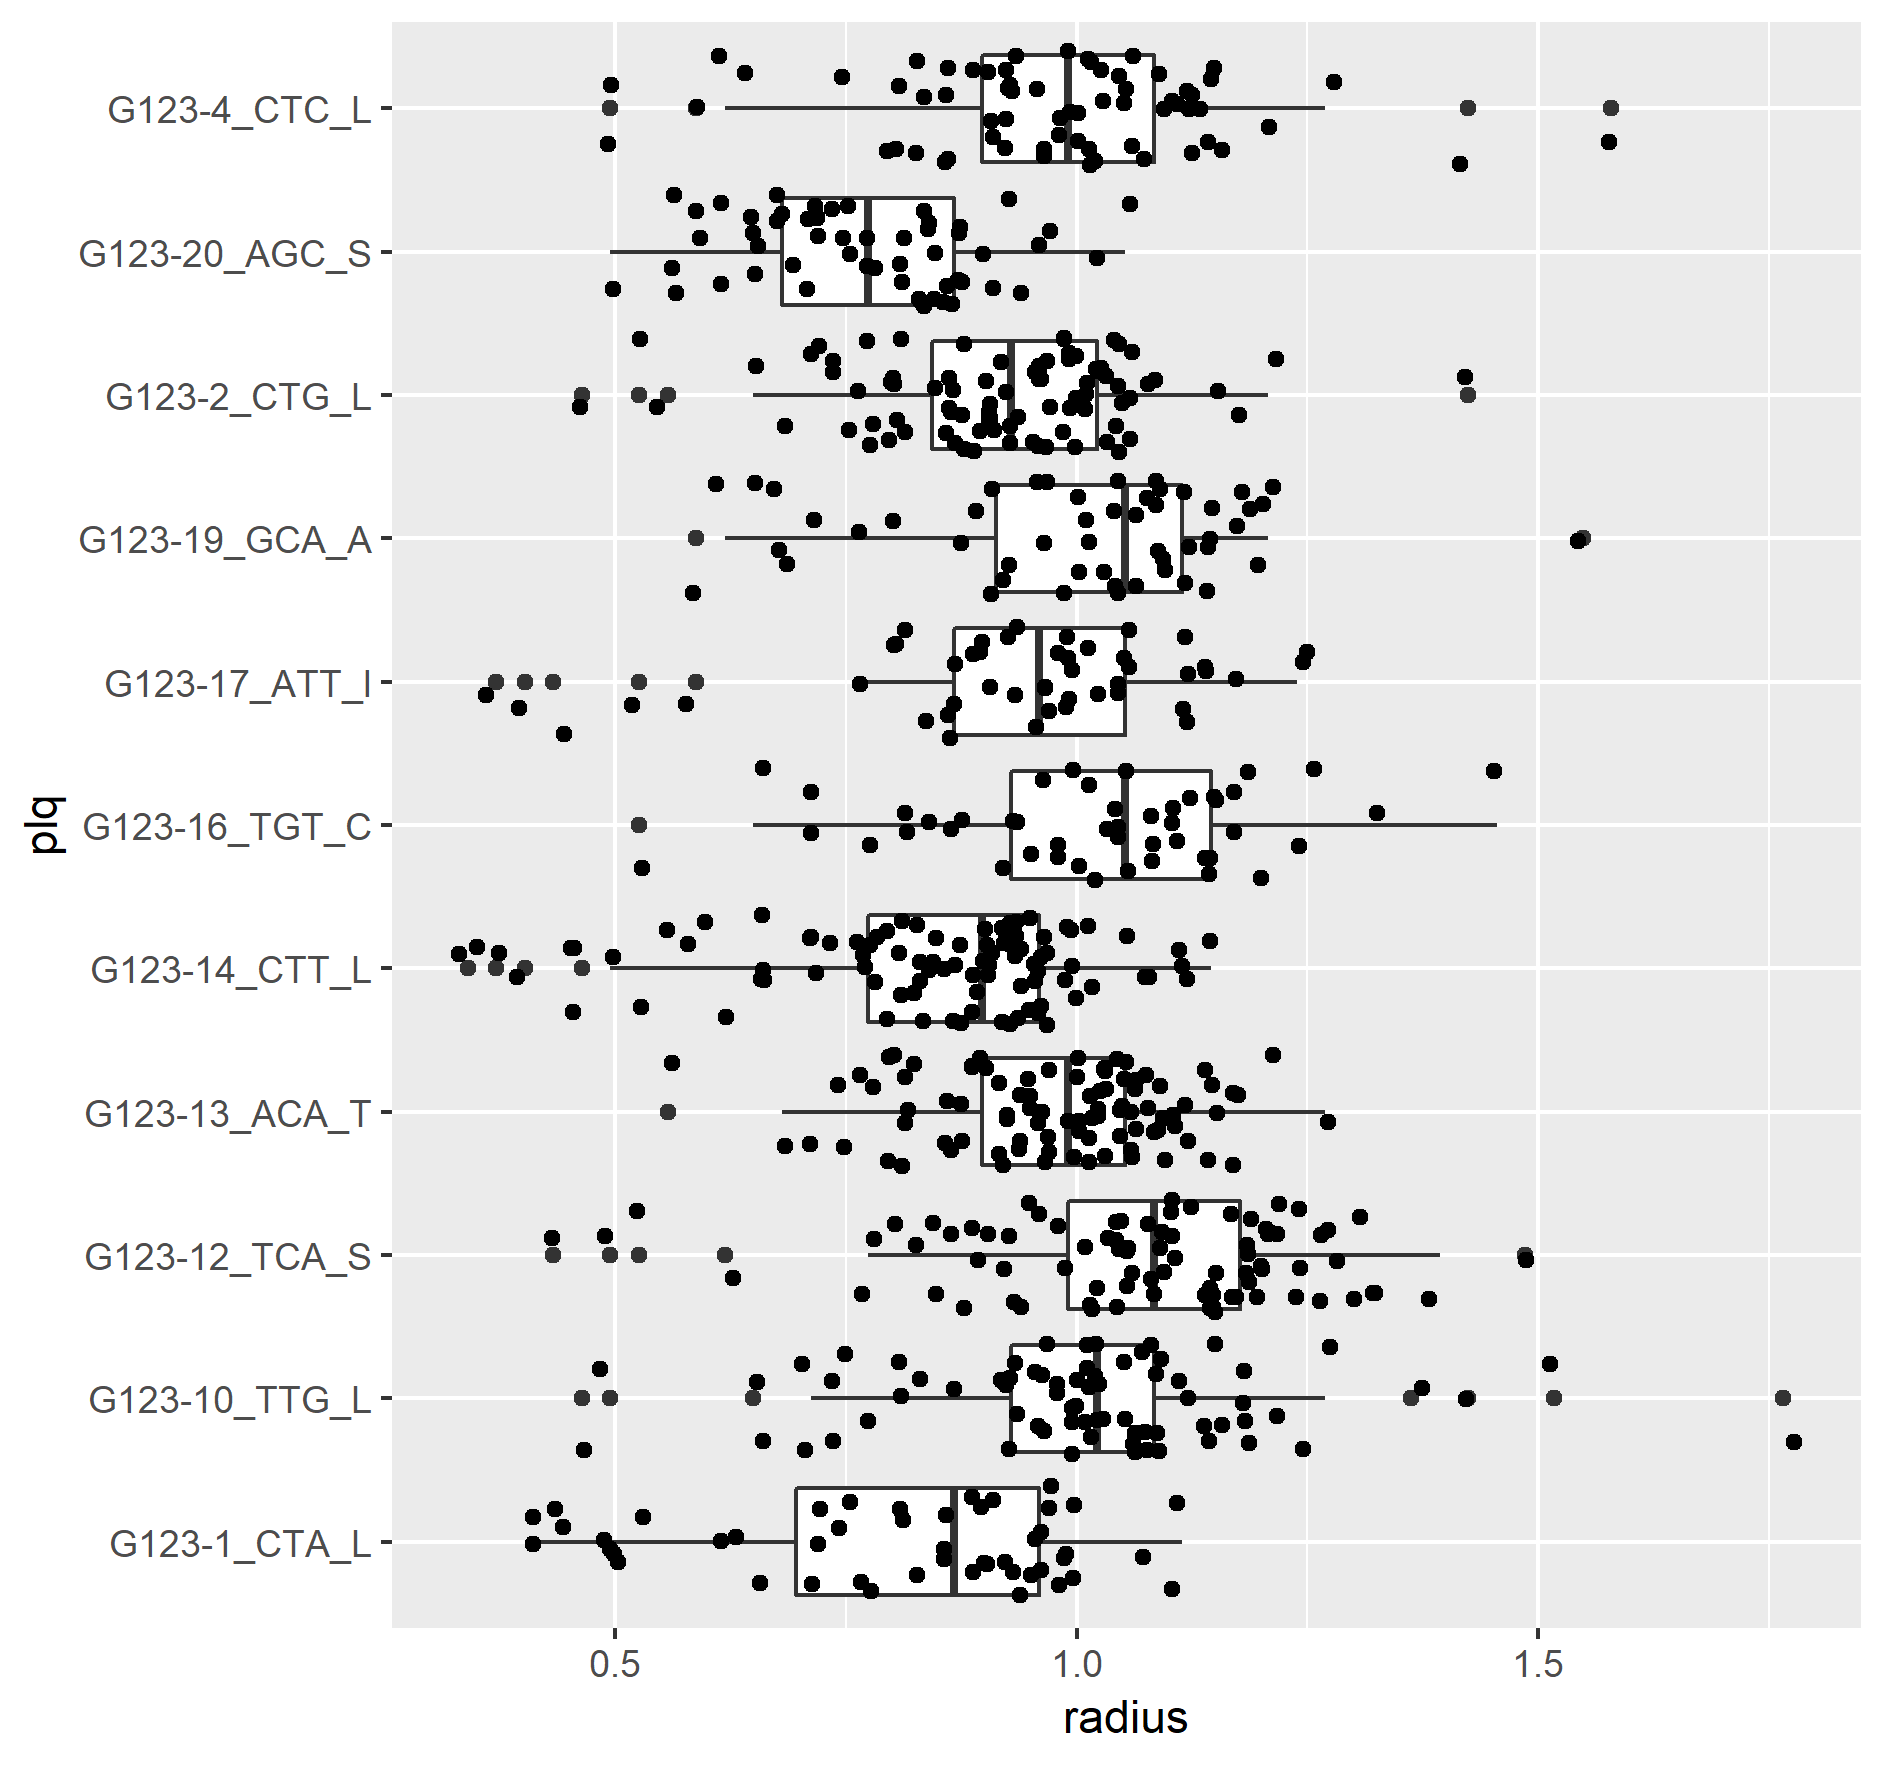 G123-4_CTC_L
G123-20_AGC_S
G123-2_CTG_L
G123-19_GCA_A
G123-17_ATT_I
G123-16_TGT_C
G123-14_CTT_L
G123-13_ACA_T
G123-12_TCA_S
G123-10_TTG_L
G123-1_CTA_L
plq
0.5
1.0
1.5
radius